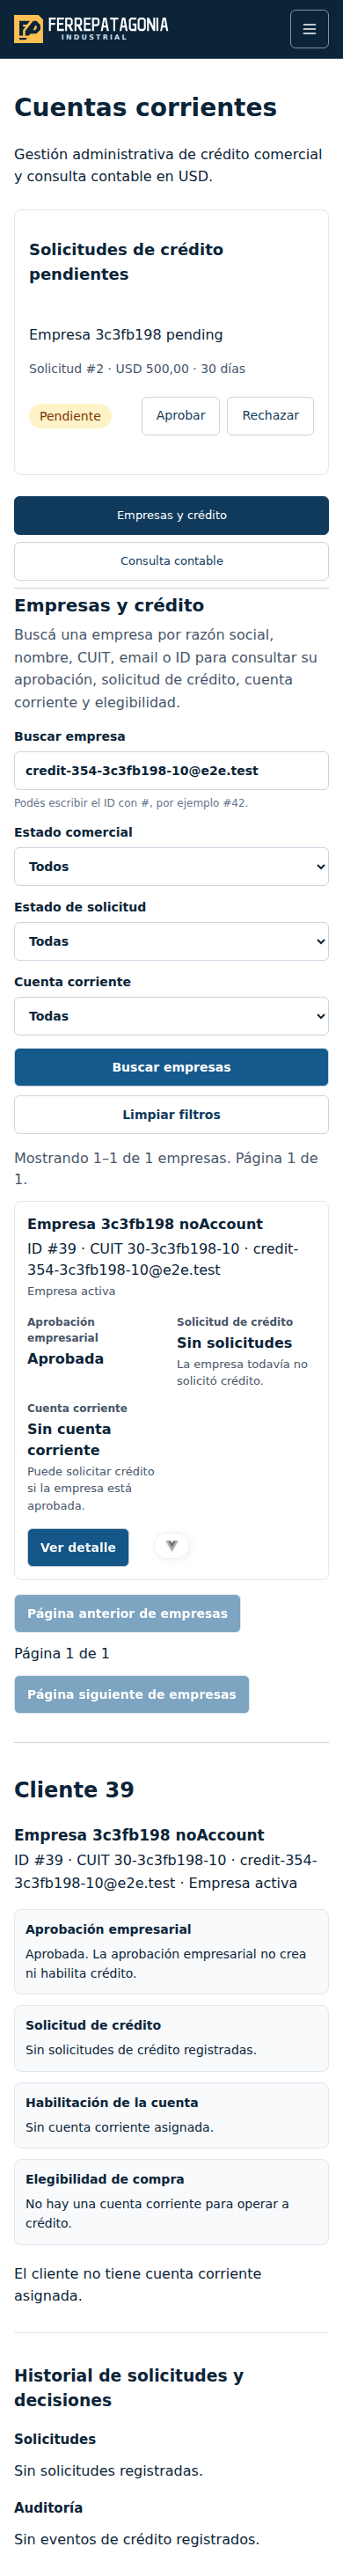 FERREPATAGONIA
INDUSTRIAL
Cuentas corrientes
Gestión administrativa de crédito comercial
y consulta contable en USD.
Solicitudes de crédito
pendientes
Empresa 3c3fb198 pending
Solicitud #2 · USD 500,00 · 30 días
Pendiente
Aprobar
Rechazar
Empresas y crédito
Consulta contable
Empresas y crédito
Buscá una empresa por razón social,
nombre, CUIT, email o ID para consultar su
aprobación, solicitud de crédito, cuenta
corriente y elegibilidad.
Buscar empresa
credit-354-3c3fb198-10@e2e.test
Podés escribir el ID con #, por ejemplo #42.
Estado comercial
Todos
Estado de solicitud
Todas
Cuenta corriente
Todas
Buscar empresas
Limpiar filtros
Mostrando 1–1 de 1 empresas. Página 1 de
1.
Empresa 3c3fb198 noAccount
ID #39 · CUIT 30-3c3fb198-10 · credit-
354-3c3fb198-10@e2e.test
Empresa activa
Aprobación
empresarial
Aprobada
Solicitud de crédito
Sin solicitudes
La empresa todavía no
solicitó crédito.
Cuenta corriente
Sin cuenta
corriente
Puede solicitar crédito
si la empresa está
aprobada.
Ver detalle
Página anterior de empresas
Página 1 de 1
Página siguiente de empresas
Cliente 39
Empresa 3c3fb198 noAccount
ID #39 · CUIT 30-3c3fb198-10 · credit-354-
3c3fb198-10@e2e.test · Empresa activa
Aprobación empresarial
Aprobada. La aprobación empresarial no crea
ni habilita crédito.
Solicitud de crédito
Sin solicitudes de crédito registradas.
Habilitación de la cuenta
Sin cuenta corriente asignada.
Elegibilidad de compra
No hay una cuenta corriente para operar a
crédito.
El cliente no tiene cuenta corriente
asignada.
Historial de solicitudes y
decisiones
Solicitudes
Sin solicitudes registradas.
Auditoría
Sin eventos de crédito registrados.